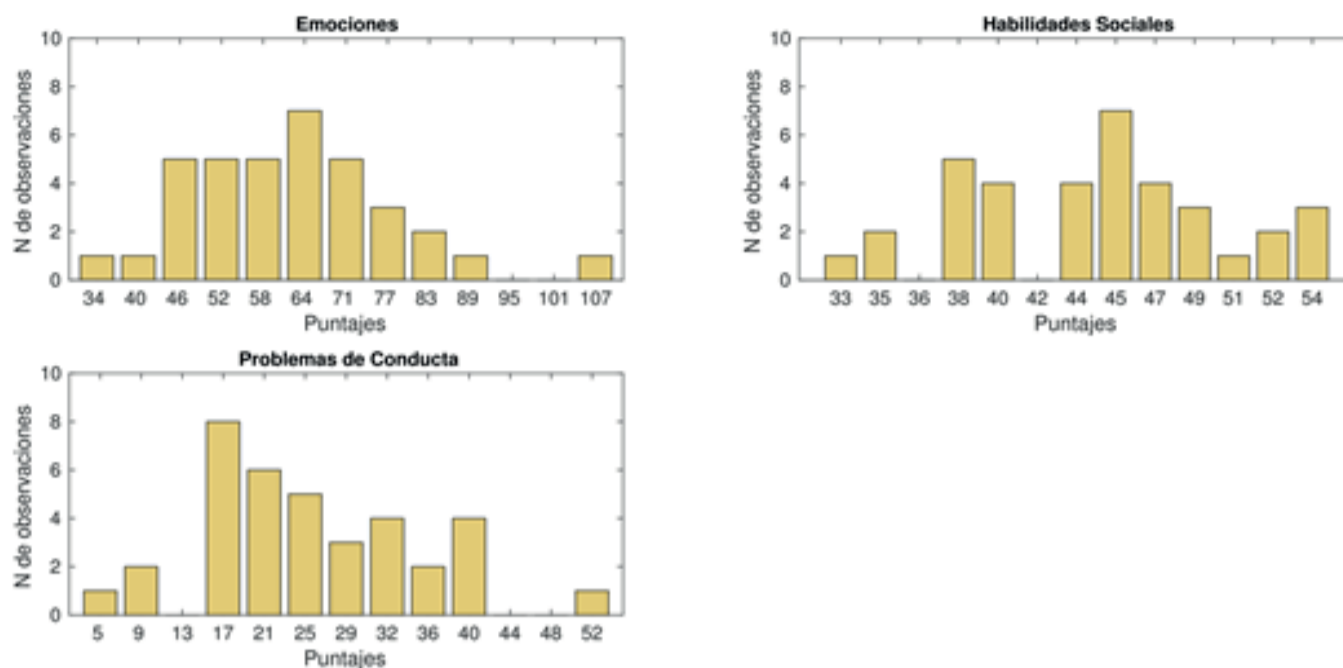 Emociones
10
8
6
4
2
0
N de observaciones
34 40 46 52 58 64 71 77 83 89 95 101 107
Puntajes
Habilidades Sociales
10
8
6
4
2
0
N de observaciones
33 35 36 38 40 42 44 45 47 49 51 52 54
Puntajes
Problemas de Conducta
10
8
6
4
2
0
N de observaciones
5 9 13 17 21 25 29 32 36 40 44 48 52
Puntajes